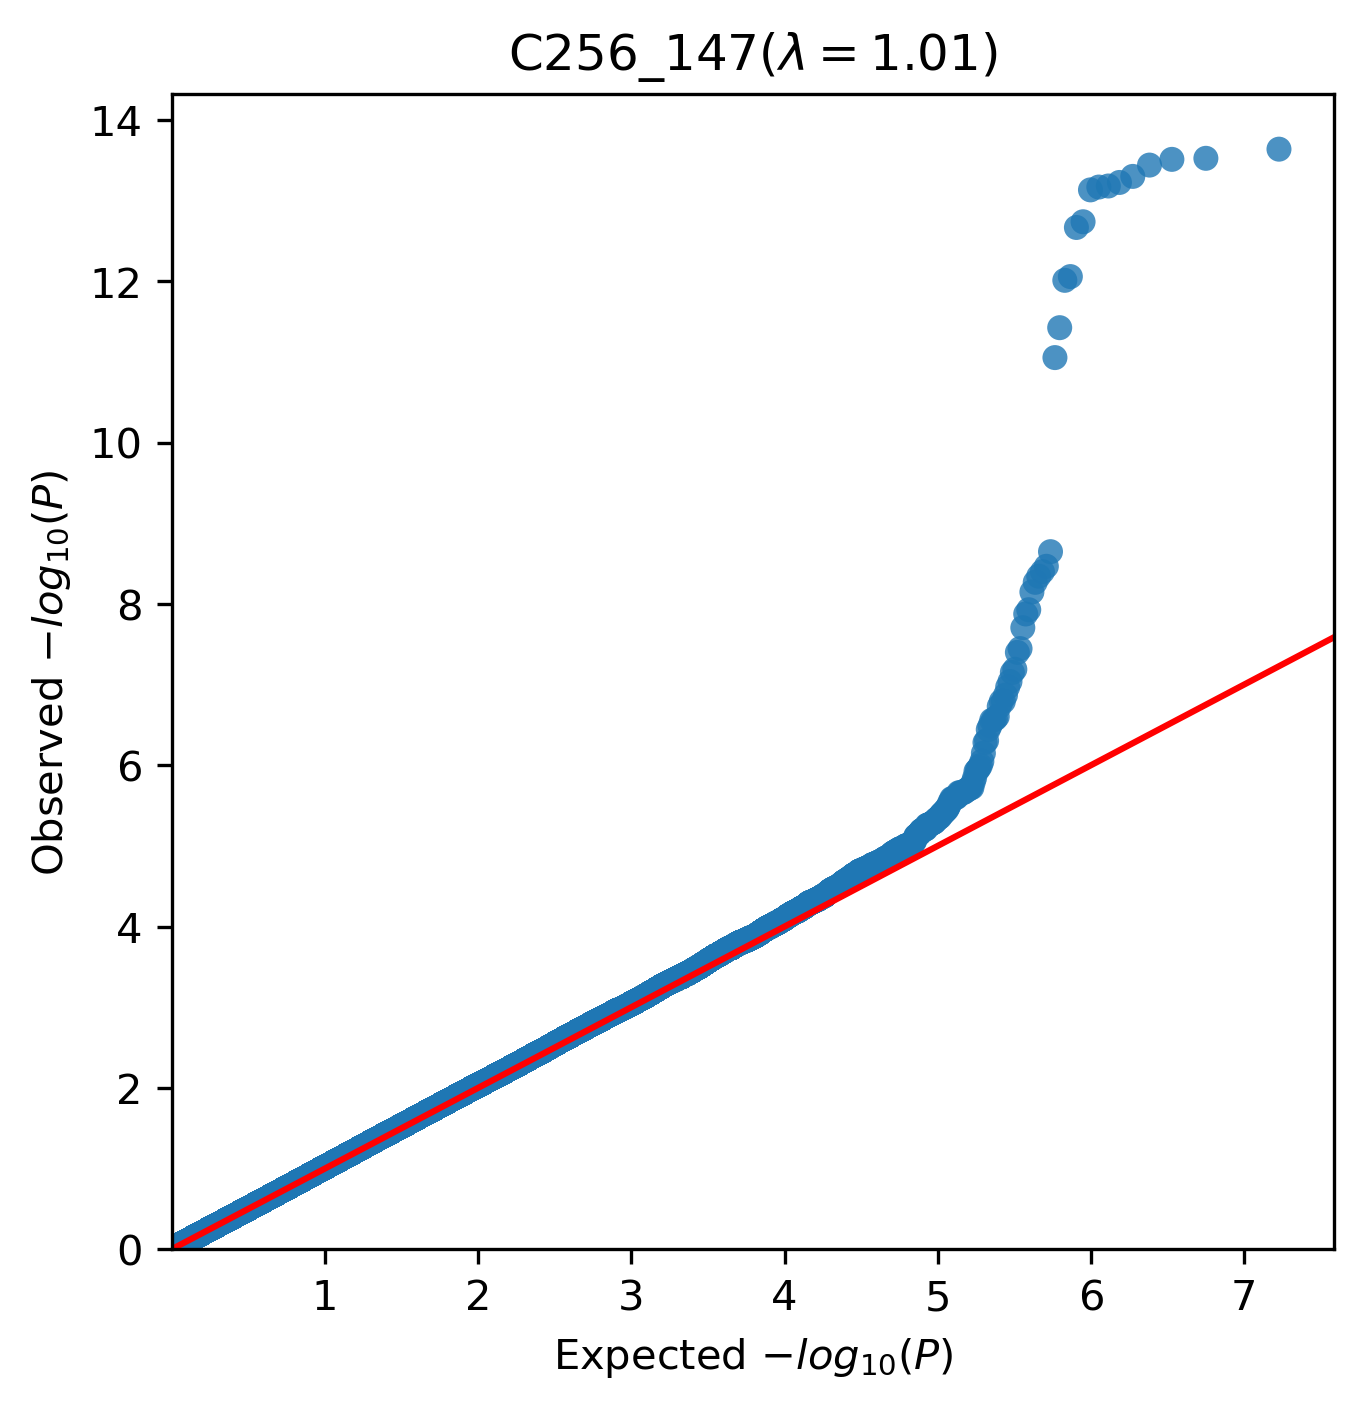 C256_147(λ = 1.01)
14
12
10
8
6
4
2
0
Observed −log₁₀(P)
1 2 3 4 5 6 7
Expected −log₁₀(P)